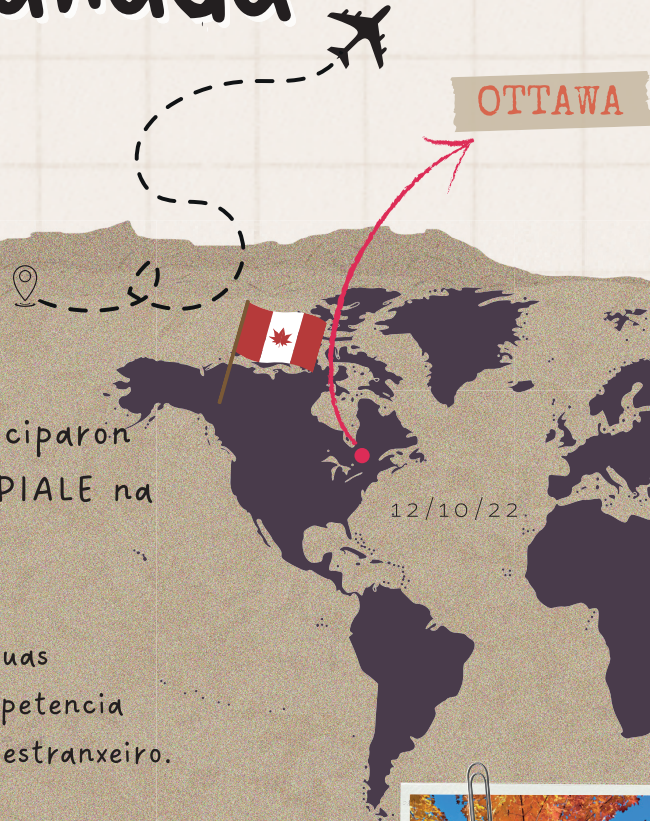 OTTAWA
ciparon
PIALE na
12/10/22.
uas
petencia
estranxeiro.